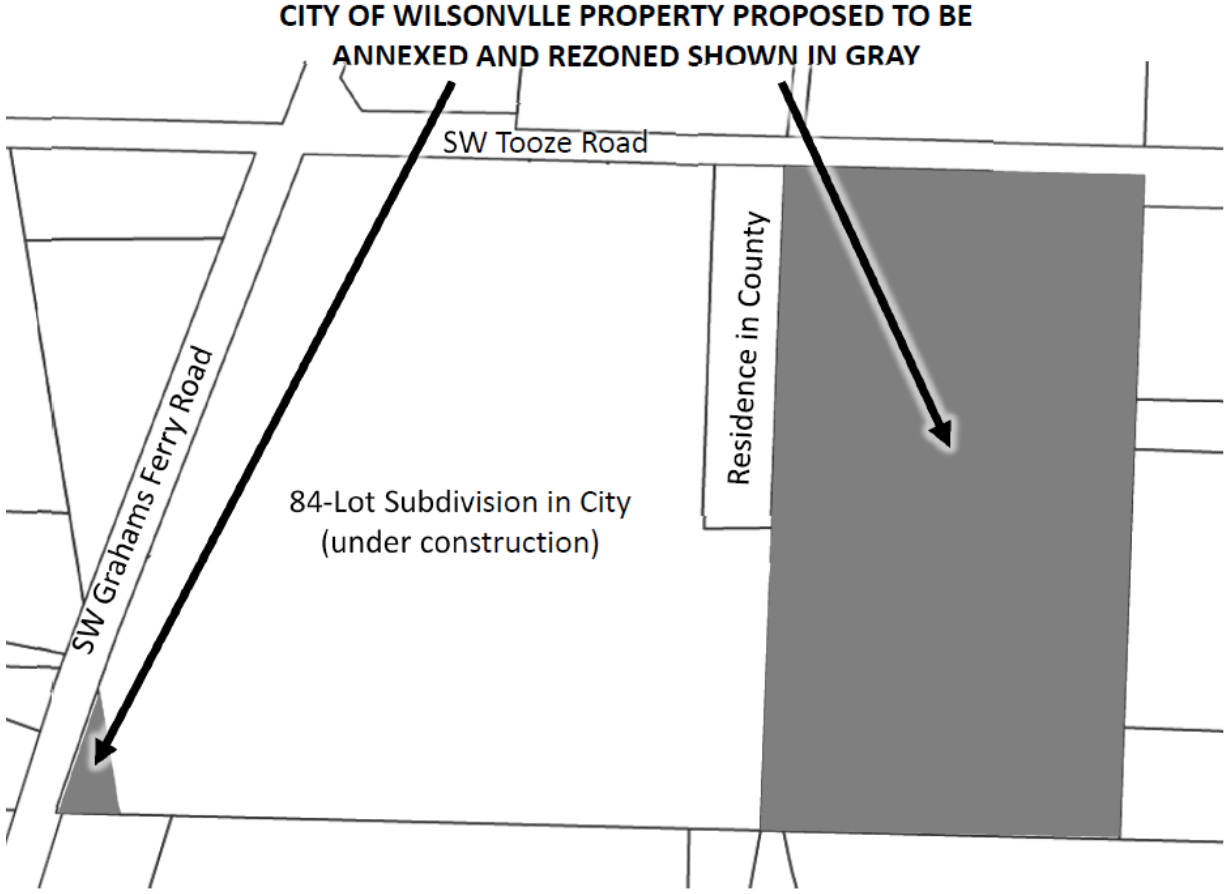 CITY OF WILSONVLLE PROPERTY PROPOSED TO BE
ANNEXED AND REZONED SHOWN IN GRAY
SW Tooze Road
Residence in County
SW Grahams Ferry Road
84-Lot Subdivision in City
(under construction)